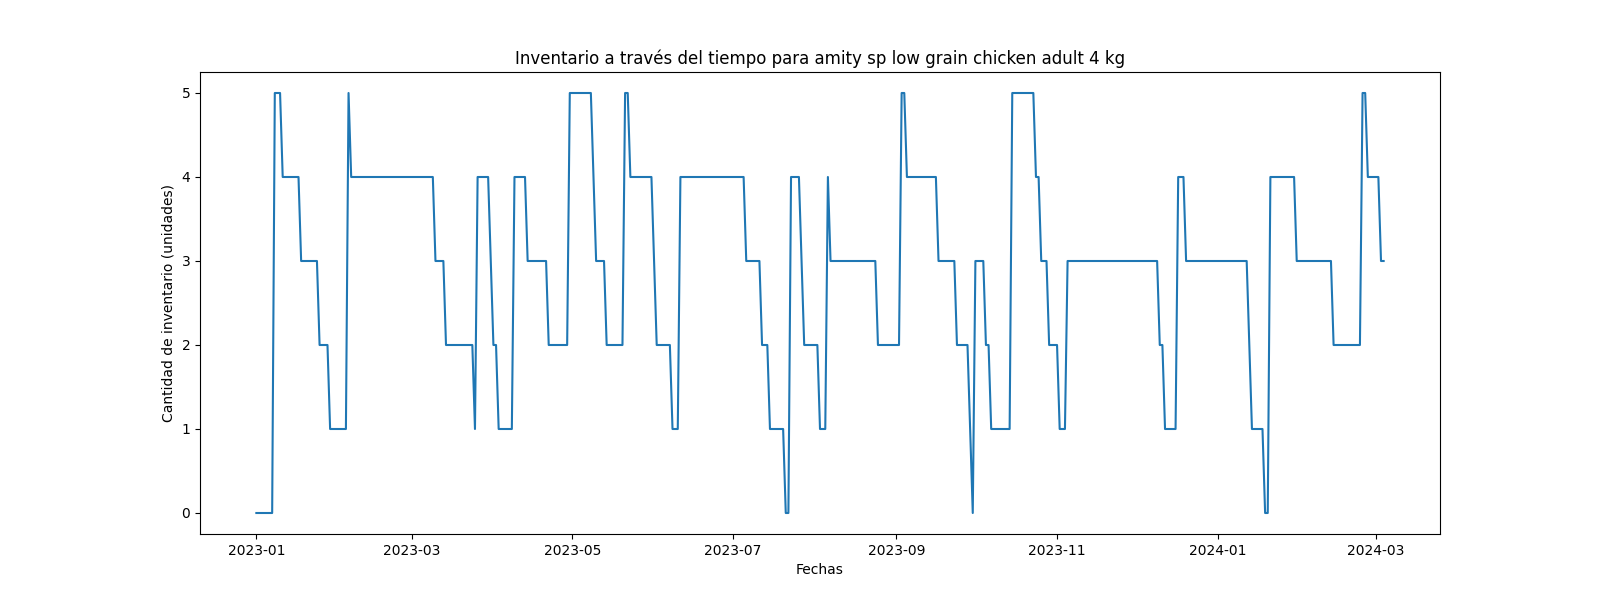 Inventario a través del tiempo para amity sp low grain chicken adult 4 kg
Cantidad de inventario (unidades)
5
4
3
2
1
0
2023-01 2023-03 2023-05 2023-07 2023-09 2023-11 2024-01 2024-03
Fechas